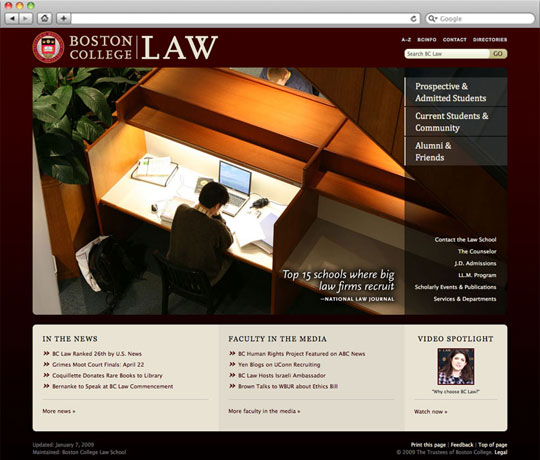 Google
BOSTON COLLEGE LAW
A–Z BCINFO CONTACT DIRECTORIES
Search BC Law GO
Prospective &
Admitted Students
Current Students &
Community
Alumni &
Friends
Contact the Law School
The Counselor
J.D. Admissions
LL.M. Program
Scholarly Events & Publications
Services & Departments
Top 15 schools where big
law firms recruit
—NATIONAL LAW JOURNAL
IN THE NEWS
BC Law Ranked 26th by U.S. News
Grimes Moot Court Finals: April 22
Coquillette Donates Rare Books to Library
Bernanke to Speak at BC Law Commencement
More news »
FACULTY IN THE MEDIA
BC Human Rights Project Featured on ABC News
Yen Blogs on UConn Recruiting
BC Law Hosts Israeli Ambassador
Brown Talks to WBUR about Ethics Bill
More faculty in the media »
VIDEO SPOTLIGHT
"Why choose BC Law?"
Watch now »
Updated: January 7, 2009
Maintained: Boston College Law School
Print this page | Feedback | Top of page
© 2009 The Trustees of Boston College. Legal